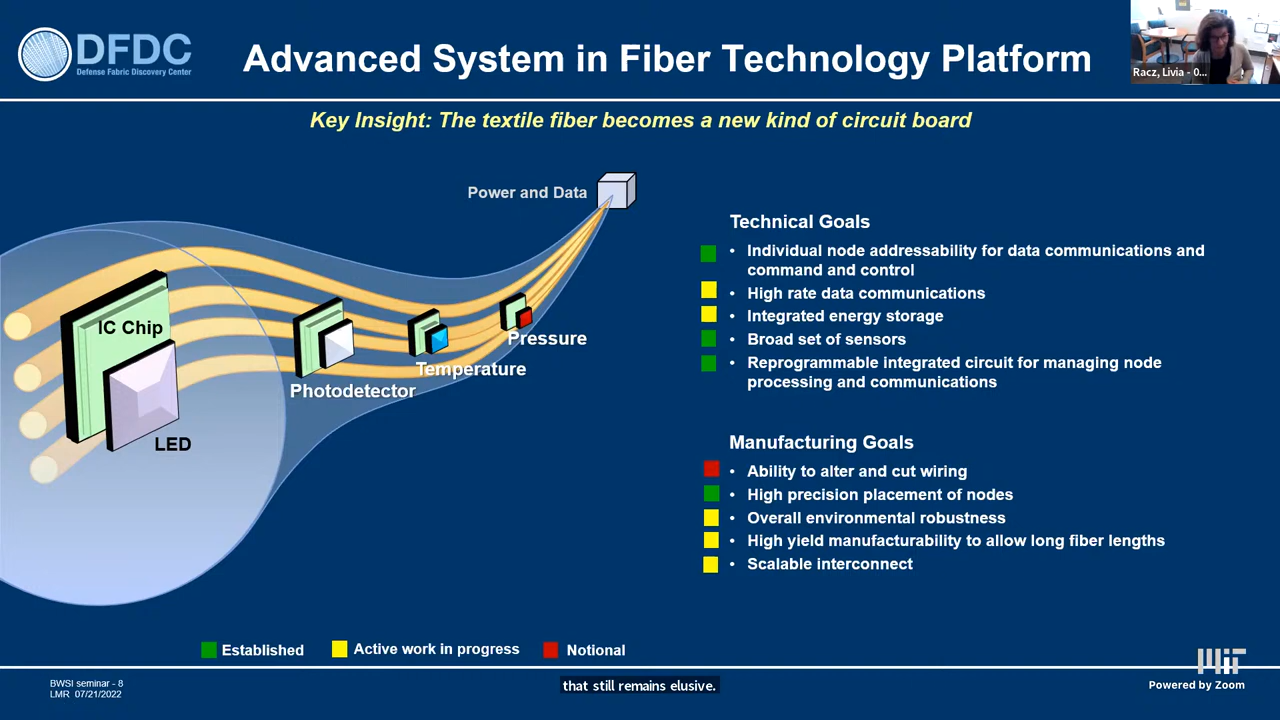 DFDC
Defense Fabric Discovery Center
Advanced System in Fiber Technology Platform
Racz, Livia - 0...
Key Insight: The textile fiber becomes a new kind of circuit board
Power and Data
IC Chip
LED
Photodetector
Temperature
Pressure
Technical Goals
• Individual node addressability for data communications and
command and control
• High rate data communications
• Integrated energy storage
• Broad set of sensors
• Reprogrammable integrated circuit for managing node
processing and communications
Manufacturing Goals
• Ability to alter and cut wiring
• High precision placement of nodes
• Overall environmental robustness
• High yield manufacturability to allow long fiber lengths
• Scalable interconnect
Established
Active work in progress
Notional
BWSI seminar - 8
LMR 07/21/2022
that still remains elusive.
MIT
Powered by Zoom